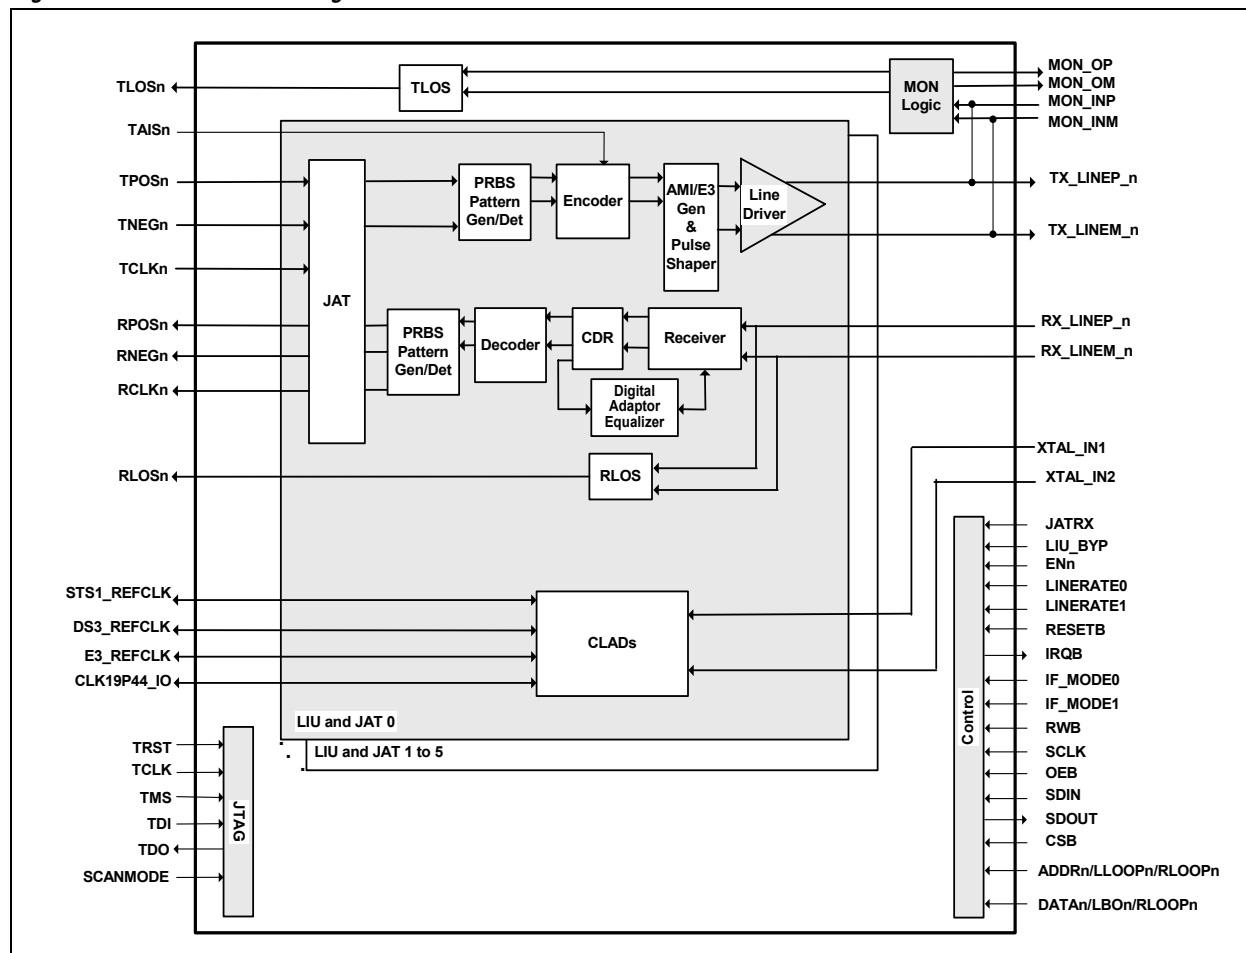 TLOSn
TAISn
TPOSn
TNEGn
TCLKn
RPOSn
RNEGn
RCLKn
RLOSn
STS1_REFCLK
DS3_REFCLK
E3_REFCLK
CLK19P44_IO
TRST
TCLK
TMS
TDI
TDO
SCANMODE
JTAG
TLOS
MON
Logic
JAT
PRBS
Pattern
Gen/Det
Encoder
AMI/E3
Gen
&
Pulse
Shaper
Line
Driver
PRBS
Pattern
Gen/Det
Decoder
CDR
Receiver
Digital
Adaptor
Equalizer
RLOS
CLADs
LIU and JAT 0
LIU and JAT 1 to 5
MON_OP
MON_OM
MON_INP
MON_INM
TX_LINEP_n
TX_LINEM_n
RX_LINEP_n
RX_LINEM_n
XTAL_IN1
XTAL_IN2
Control
JATRX
LIU_BYP
ENn
LINERATE0
LINERATE1
RESETB
IRQB
IF_MODE0
IF_MODE1
RWB
SCLK
OEB
SDIN
SDOUT
CSB
ADDRn/LLOOPn/RLOOPn
DATAn/LBOn/RLOOPn